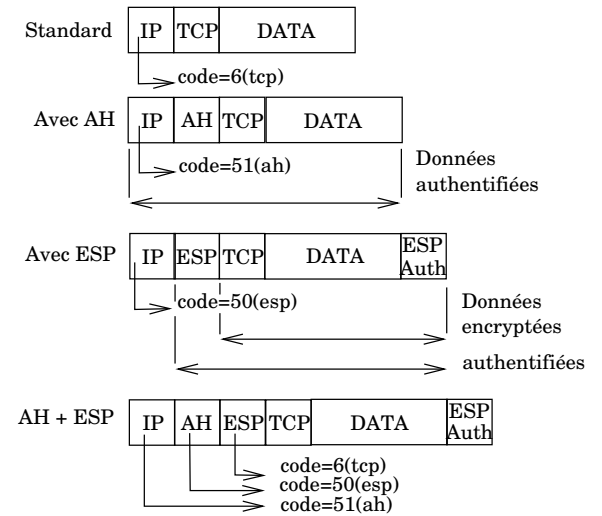 Standard IP TCP DATA
code=6(tcp)
Avec AH IP AH TCP DATA
code=51(ah)
Données
authentifiées
Avec ESP IP ESP TCP DATA ESP
Auth
code=50(esp)
Données
encryptées
authentifiées
AH + ESP IP AH ESP TCP DATA ESP
Auth
code=6(tcp)
code=50(esp)
code=51(ah)